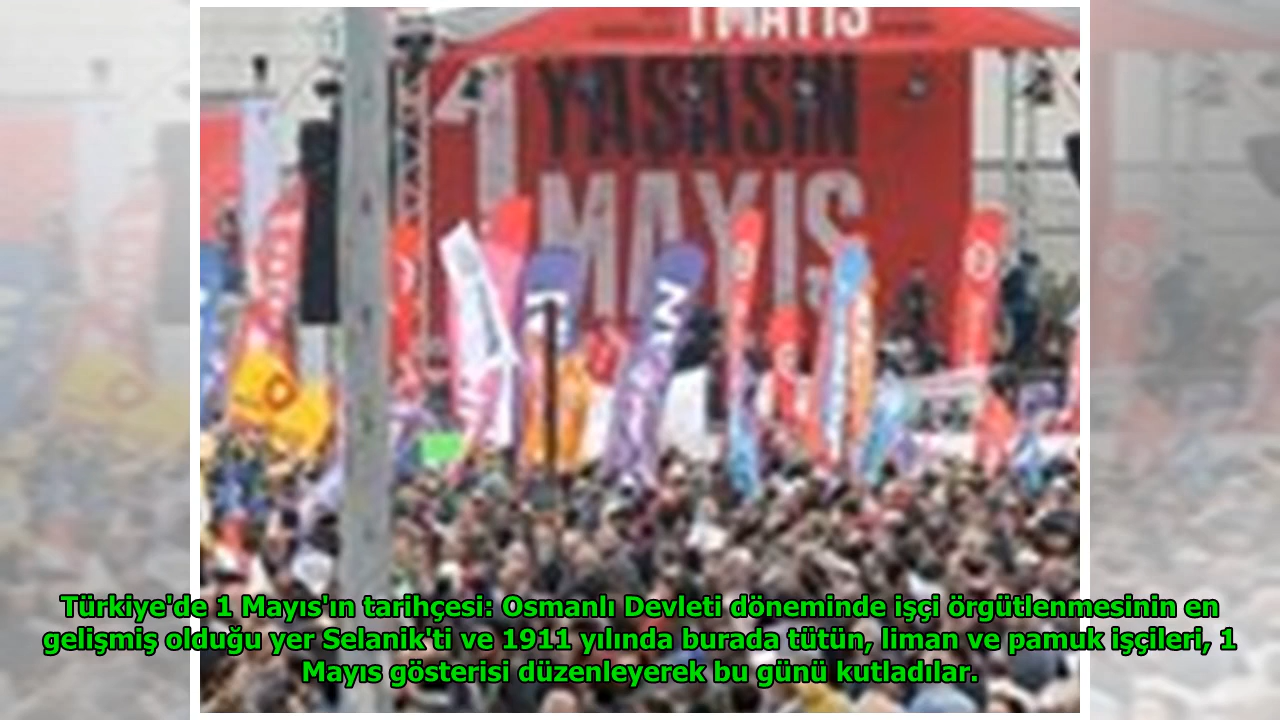 1 MAYIS
YAŞASIN
1 MAYIS
Türkiye'de 1 Mayıs'ın tarihçesi: Osmanlı Devleti döneminde işçi örgütlenmesinin en
gelişmiş olduğu yer Selanik'ti ve 1911 yılında burada tütün, liman ve pamuk işçileri, 1
Mayıs gösterisi düzenleyerek bu günü kutladılar.